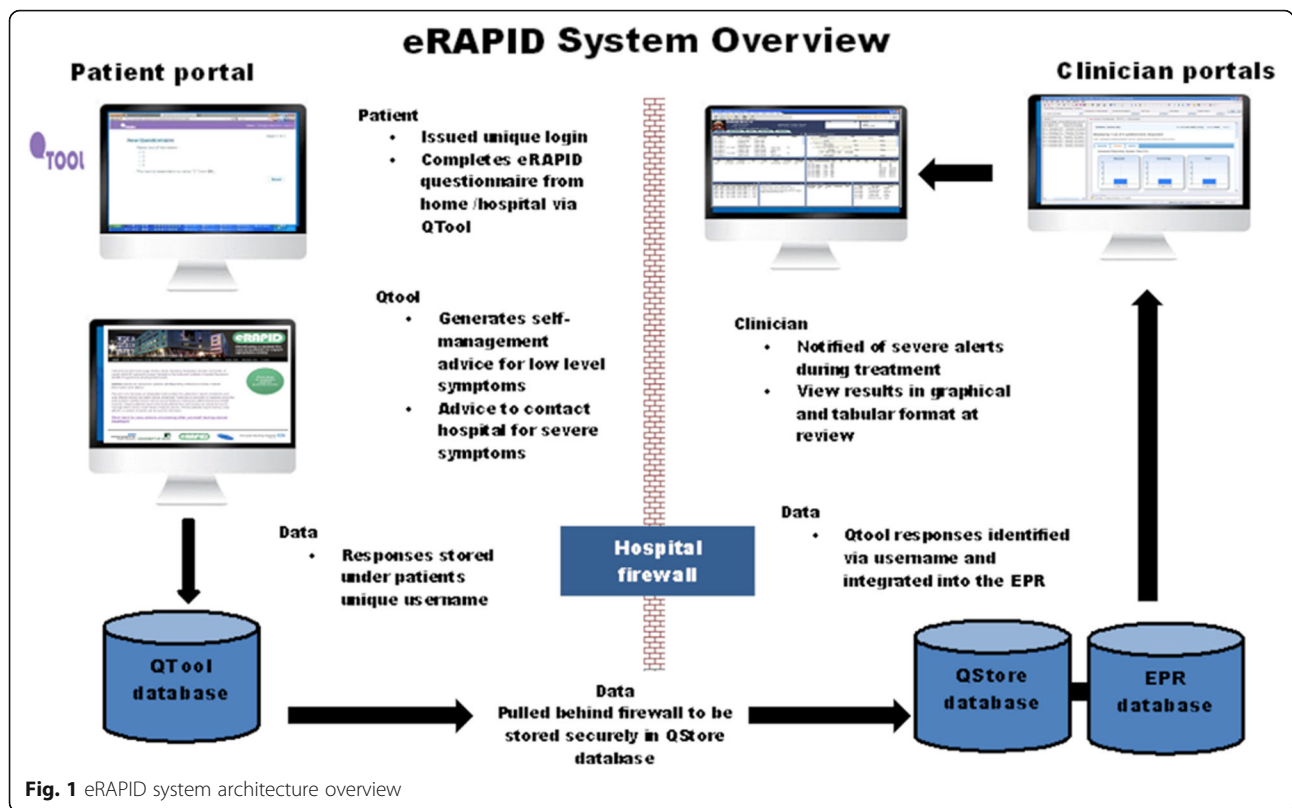 eRAPID System Overview
Patient portal
Clinician portals
Q
TOOL
Patient
• Issued unique login
• Completes eRAPID
questionnaire from
home /hospital via
QTool
Qtool
• Generates self-
management
advice for low level
symptoms
• Advice to contact
hospital for severe
symptoms
eRAPID
Data
• Responses stored
under patients
unique username
QTool
database
Hospital
firewall
Data
Pulled behind firewall to be
stored securely in QStore
database
Clinician
• Notified of severe alerts
during treatment
• View results in graphical
and tabular format at
review
Data
• Qtool responses identified
via username and
integrated into the EPR
QStore
database
EPR
database
Fig. 1 eRAPID system architecture overview